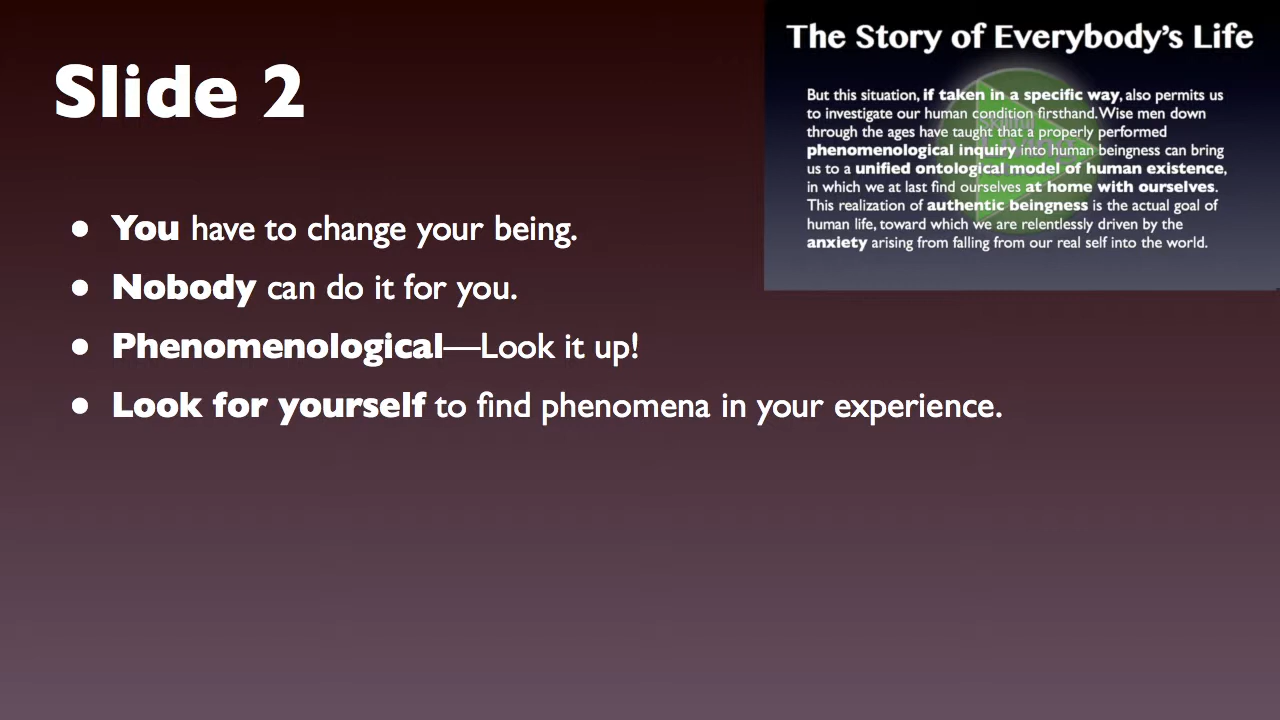 Slide 2
You have to change your being.
Nobody can do it for you.
Phenomenological—Look it up!
Look for yourself to find phenomena in your experience.
The Story of Everybody's Life
But this situation, if taken in a specific way, also permits us
to investigate our human condition firsthand. Wise men down
through the ages have taught that a properly performed
phenomenological inquiry into human beingness can bring
us to a unified ontological model of human existence,
in which we at last find ourselves at home with ourselves.
This realization of authentic beingness is the actual goal of
human life, toward which we are relentlessly driven by the
anxiety arising from falling from our real self into the world.